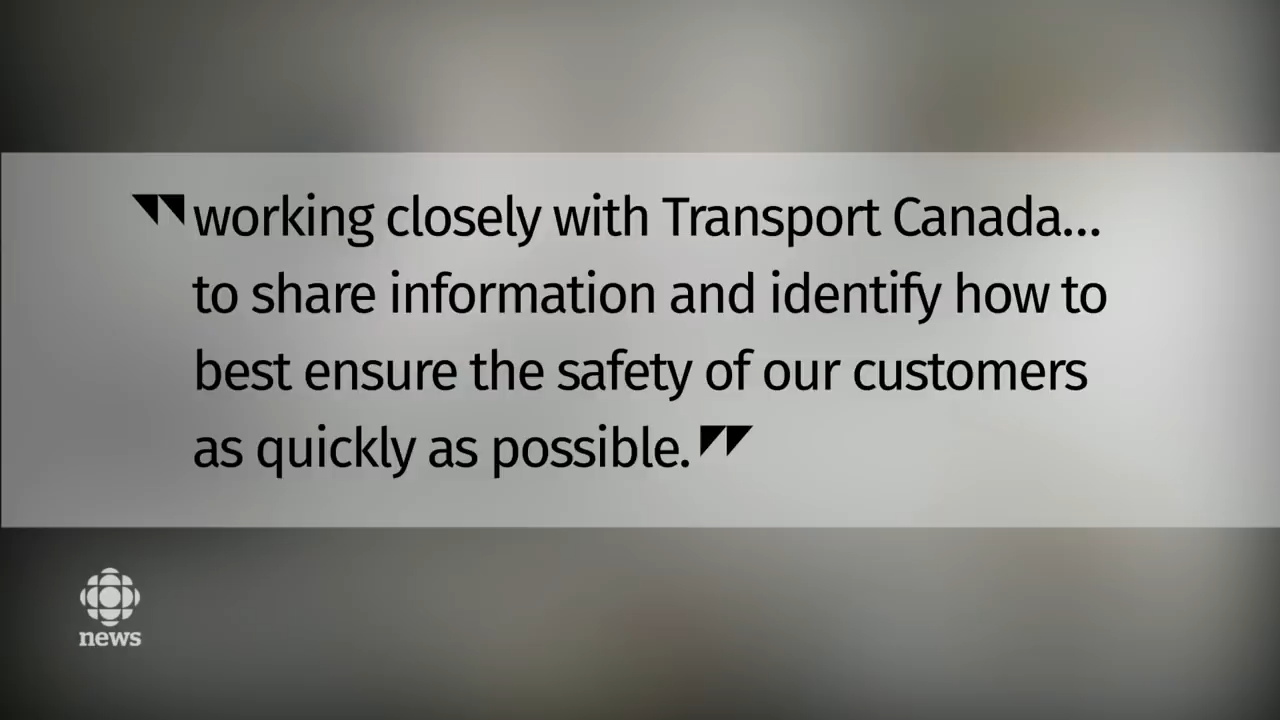 working closely with Transport Canada...
to share information and identify how to
best ensure the safety of our customers
as quickly as possible.
news